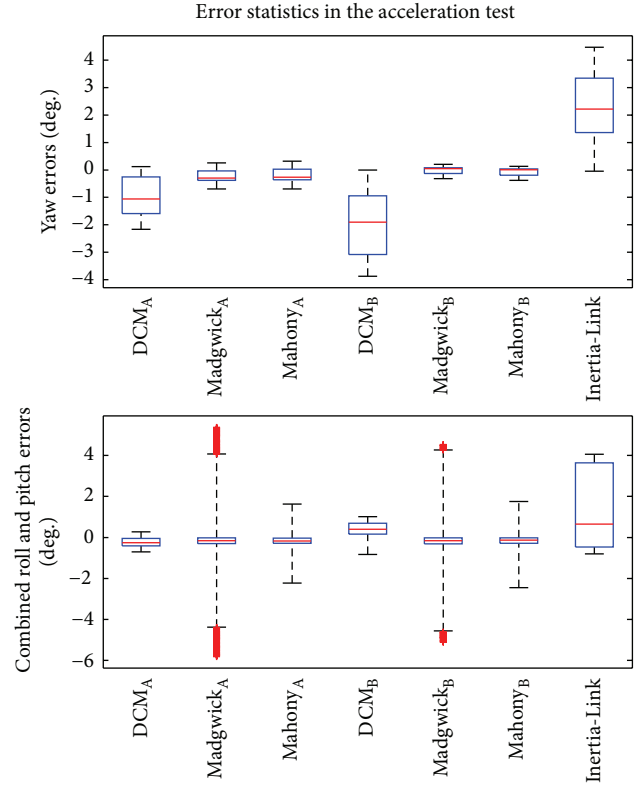 Error statistics in the acceleration test
Yaw errors (deg.)
4
3
2
1
0
−1
−2
−3
−4
DCM_A
Madgwick_A
Mahony_A
DCM_B
Madgwick_B
Mahony_B
Inertia-Link
Combined roll and pitch errors
(deg.)
4
2
0
−2
−4
−6
DCM_A
Madgwick_A
Mahony_A
DCM_B
Madgwick_B
Mahony_B
Inertia-Link